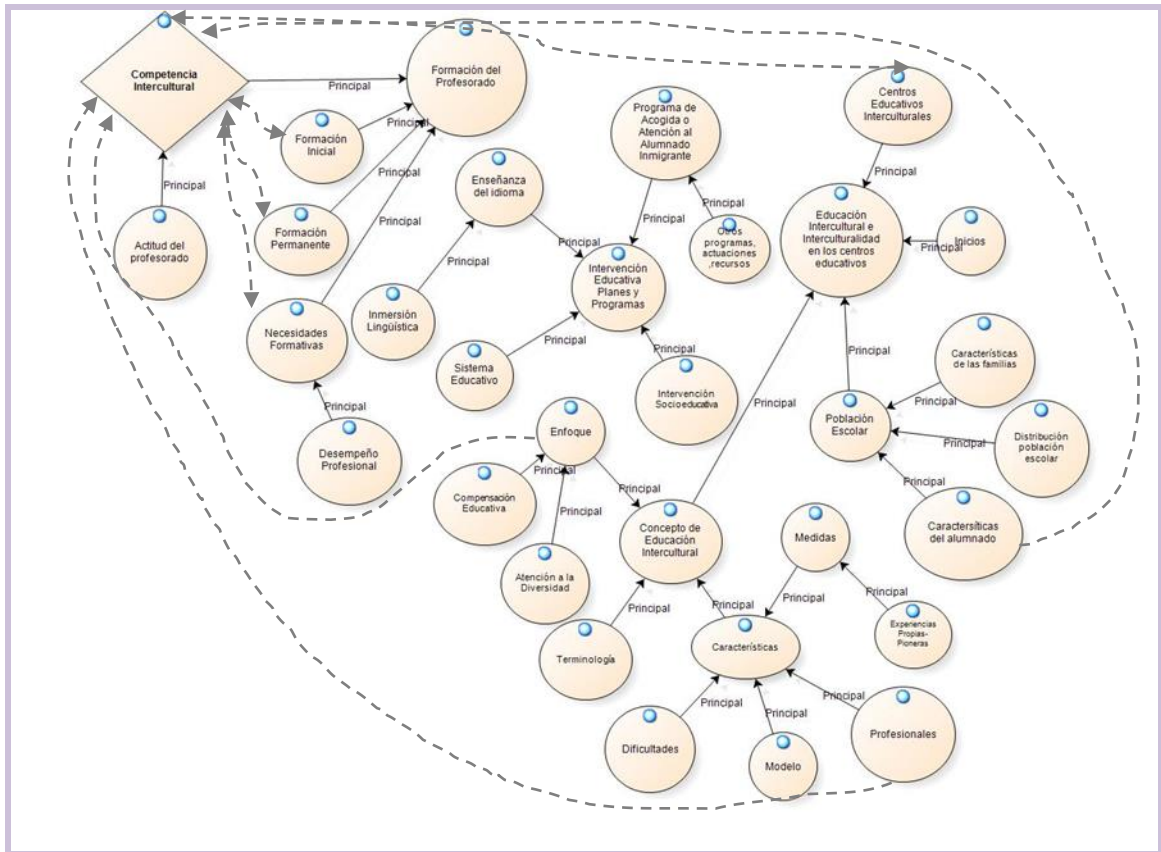 Competencia
Intercultural
Principal
Formación del
Profesorado
Formación
Inicial
Principal
Principal
Actitud del
profesorado
Formación
Permanente
Principal
Principal
Necesidades
Formativas
Principal
Desempeño
Profesional
Enseñanza
del idioma
Principal
Inmersión
Lingüística
Principal
Programa de
Acogida o
Atención al
Alumnado
Inmigrante
Principal
Principal
Otros
programas,
actuaciones
,recursos
Intervención
Educativa
Planes y
Programas
Principal
Sistema
Educativo
Principal
Intervención
Socioeducativa
Centros
Educativos
Interculturales
Principal
Educación
Intercultural e
Interculturalidad
en los centros
educativos
Principal
Inicios
Principal
Principal
Características
de las familias
Principal
Población
Escolar
Principal
Distribución
población
escolar
Principal
Caractersíticas
del alumnado
Enfoque
Principal
Compensación
Educativa
Principal
Principal
Atención a la
Diversidad
Concepto de
Educación
Intercultural
Principal
Terminología
Principal
Medidas
Principal
Principal
Experiencias
Propias-
Pioneras
Características
Principal
Principal
Principal
Dificultades
Modelo
Profesionales